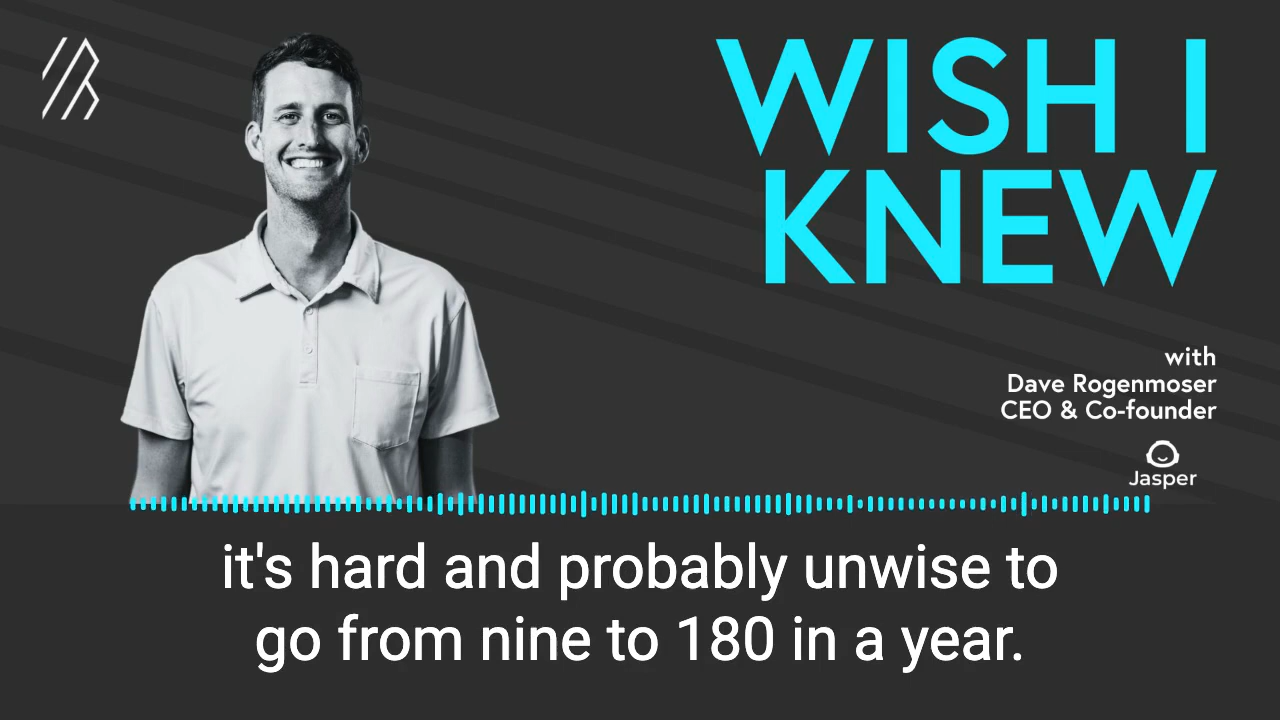 WISH I
KNEW
with
Dave Rogenmoser
CEO & Co-founder
Jasper
it's hard and probably unwise to
go from nine to 180 in a year.